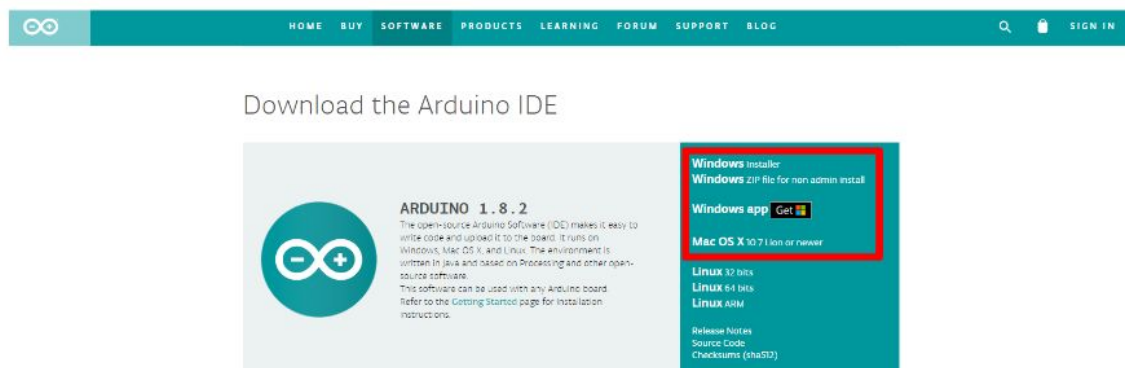 HOME BUY SOFTWARE PRODUCTS LEARNING FORUM SUPPORT BLOG SIGN IN
Download the Arduino IDE
ARDUINO 1.8.2
The open-source Arduino Software (IDE) makes it easy to
write code and upload it to the board. It runs on
Windows, Mac OS X, and Linux. The environment is
written in Java and based on Processing and other open-
source software.
This software can be used with any Arduino board.
Refer to the Getting Started page for Installation
instructions.
Windows Installer
Windows ZIP file for non admin install
Windows app Get
Mac OS X 10.7 Lion or newer
Linux 32 bits
Linux 64 bits
Linux ARM
Release Notes
Source Code
Checksums (sha512)